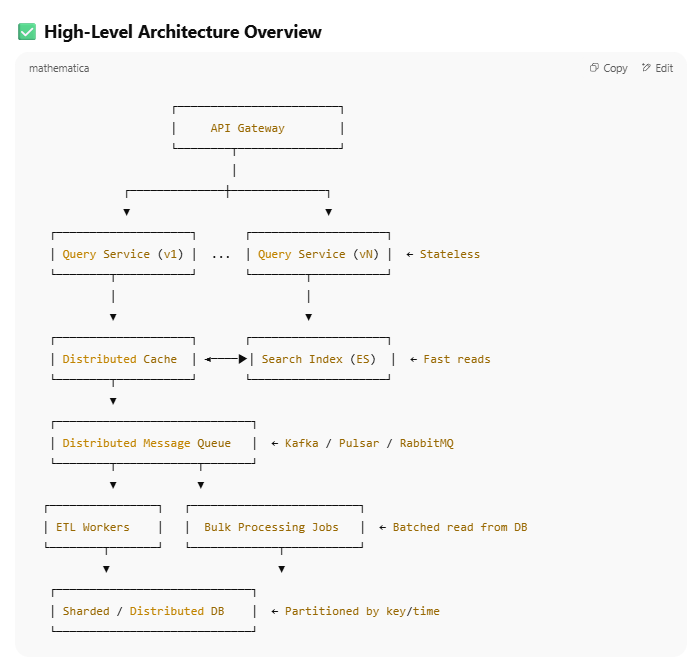 ✅ High-Level Architecture Overview
mathematica Copy Edit
API Gateway
Query Service (v1) ... Query Service (vN) ← Stateless
Distributed Cache Search Index (ES) ← Fast reads
Distributed Message Queue ← Kafka / Pulsar / RabbitMQ
ETL Workers Bulk Processing Jobs ← Batched read from DB
Sharded / Distributed DB ← Partitioned by key/time